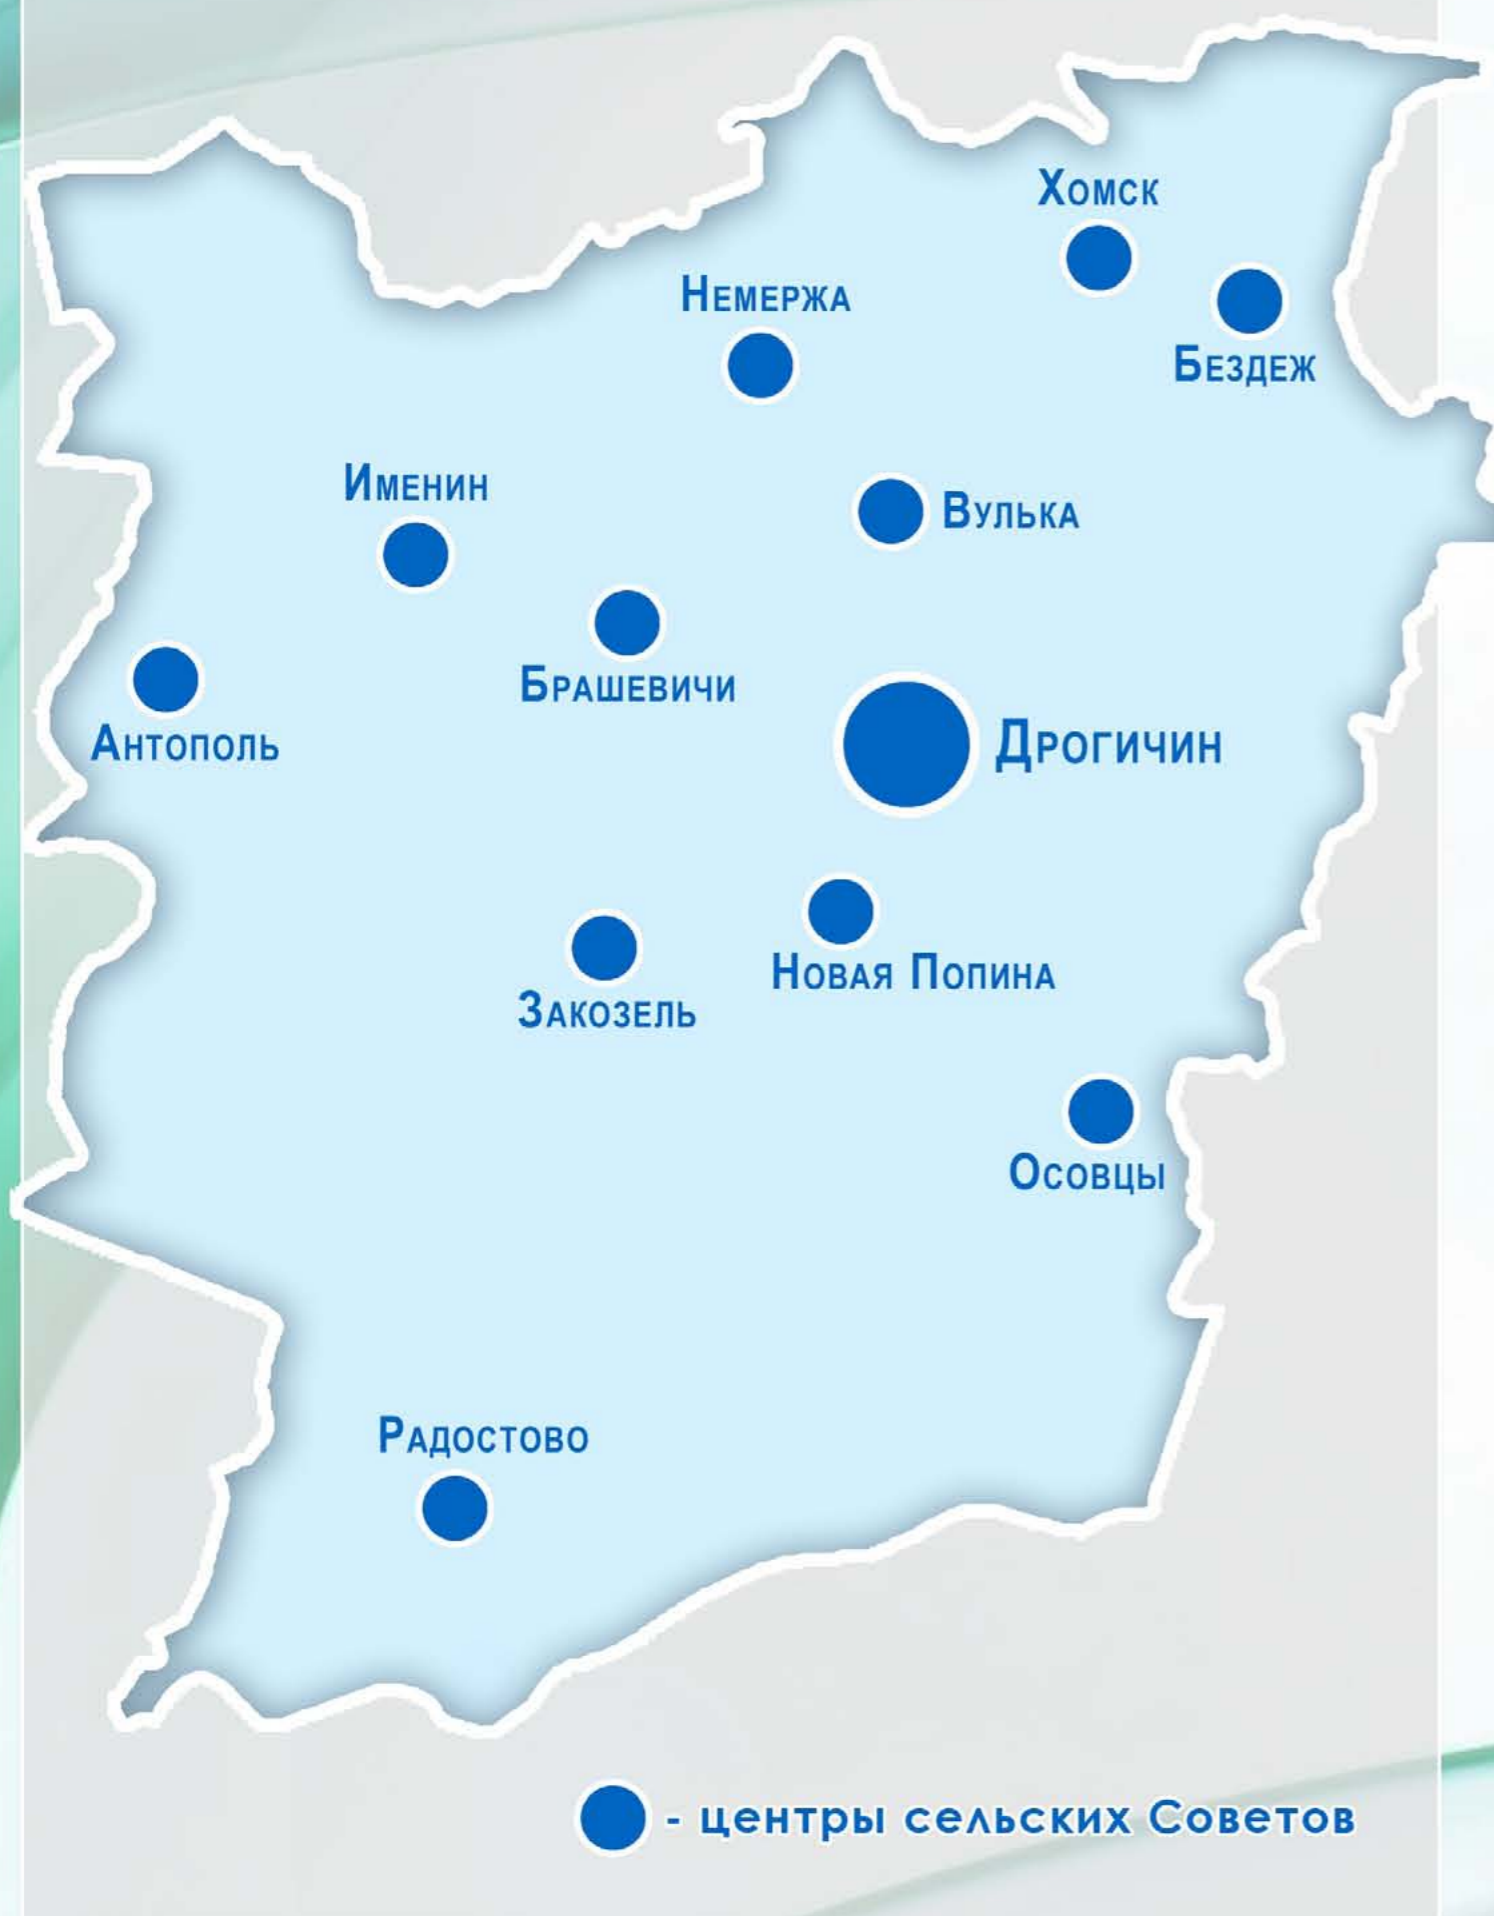 Хомск
Немержа
Бездеж
Именин
Вулька
Брашевичи
Антополь
Дрогичин
Новая Попина
Закозель
Осовцы
Радостово
- центры сельских Советов